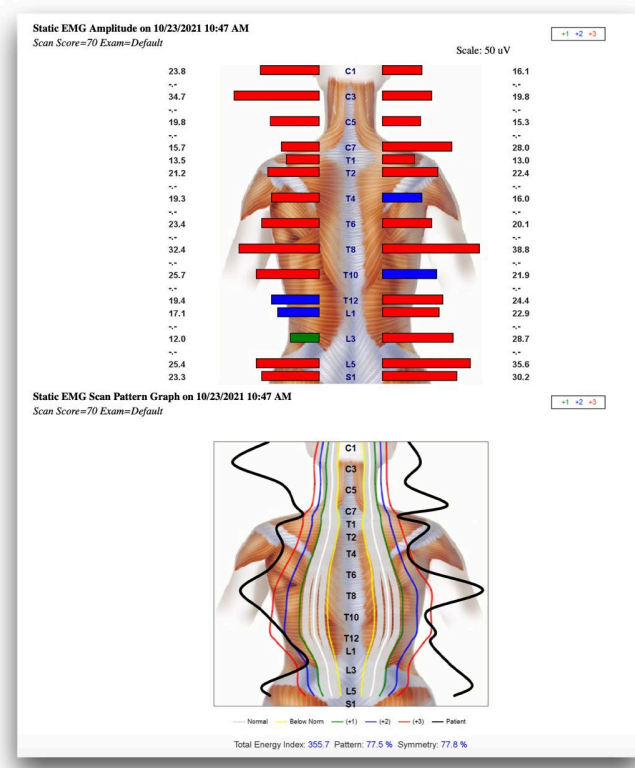 Static EMG Amplitude on 10/23/2021 10:47 AM
Scan Score=70 Exam=Default
+1 +2 +3
Scale: 50 uV
23.8 C1 16.1
-.- -.-
34.7 C3 19.8
-.- -.-
19.8 C5 15.3
-.- -.-
15.7 C7 28.0
13.5 T1 13.0
21.2 T2 22.4
-.- -.-
19.3 T4 16.0
-.- -.-
23.4 T6 20.1
-.- -.-
32.4 T8 38.8
-.- -.-
25.7 T10 21.9
-.- -.-
19.4 T12 24.4
17.1 L1 22.9
-.- -.-
12.0 L3 28.7
-.- -.-
25.4 L5 35.6
23.3 S1 30.2
Static EMG Scan Pattern Graph on 10/23/2021 10:47 AM
Scan Score=70 Exam=Default
+1 +2 +3
C1
C3
C5
C7
T1
T2
T4
T6
T8
T10
T12
L1
L3
L5
S1
Normal Below Norm (+1) (+2) (+3) Patient
Total Energy Index: 355.7 Pattern: 77.5 % Symmetry: 77.8 %